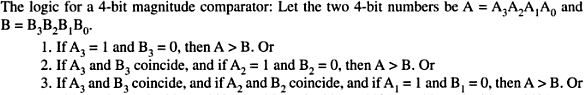 The logic for a 4-bit magnitude comparator: Let the two 4-bit numbers be A = A₃A₂A₁A₀ and
B = B₃B₂B₁B₀.
1. If A₃ = 1 and B₃ = 0, then A > B. Or
2. If A₃ and B₃ coincide, and if A₂ = 1 and B₂ = 0, then A > B. Or
3. If A₃ and B₃ coincide, and if A₂ and B₂ coincide, and if A₁ = 1 and B₁ = 0, then A > B. Or